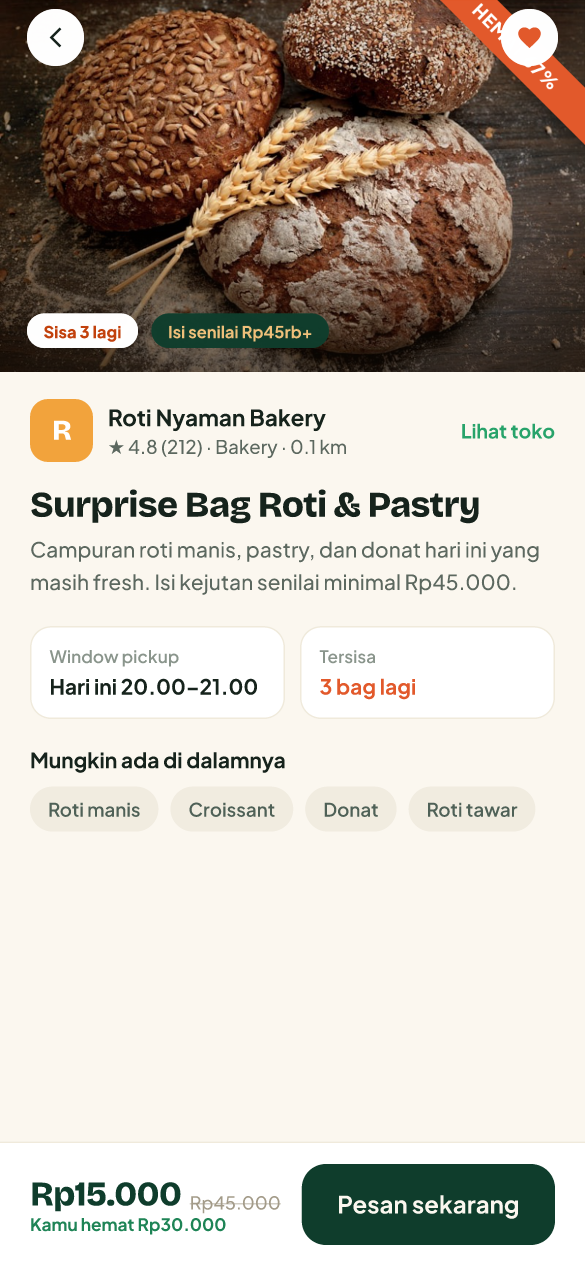 7%
Sisa 3 lagi
Isi senilai Rp45rb+
R
Roti Nyaman Bakery
★ 4.8 (212) · Bakery · 0.1 km
Lihat toko
Surprise Bag Roti & Pastry
Campuran roti manis, pastry, dan donat hari ini yang
masih fresh. Isi kejutan senilai minimal Rp45.000.
Window pickup
Hari ini 20.00–21.00
Tersisa
3 bag lagi
Mungkin ada di dalamnya
Roti manis
Croissant
Donat
Roti tawar
Rp15.000 Rp45.000
Kamu hemat Rp30.000
Pesan sekarang